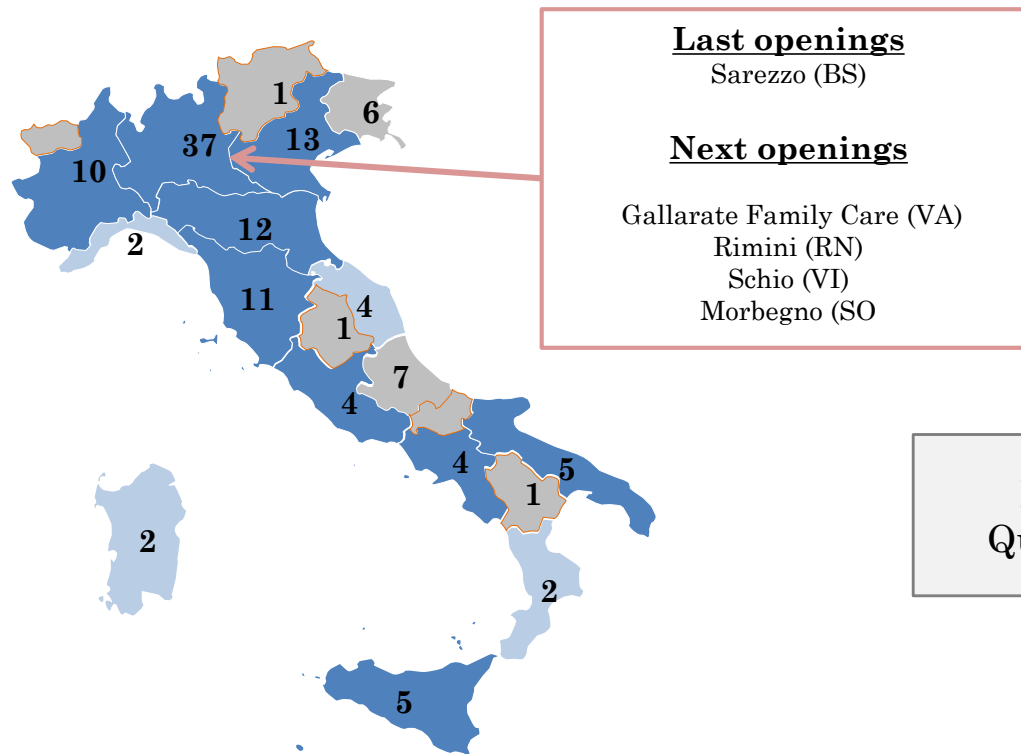 Last openings
Sarezzo (BS)
Next openings
Gallarate Family Care (VA)
Rimini (RN)
Schio (VI)
Morbegno (SO
1
6
37
13
10
12
2
11
4
1
7
4
4
5
1
2
2
5